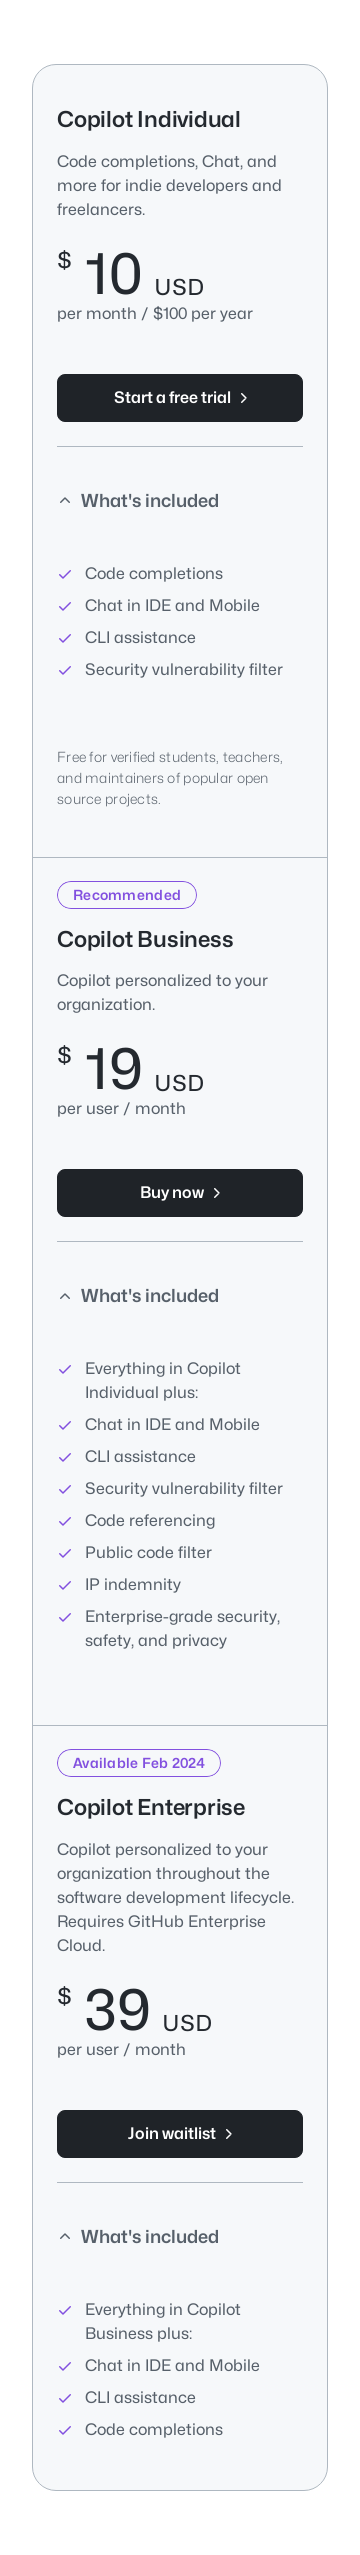 Copilot Individual
Code completions, Chat, and
more for indie developers and
freelancers.
$ 10 USD
per month / $100 per year
Start a free trial
What's included
Code completions
Chat in IDE and Mobile
CLI assistance
Security vulnerability filter
Free for verified students, teachers,
and maintainers of popular open
source projects.
Recommended
Copilot Business
Copilot personalized to your
organization.
$ 19 USD
per user / month
Buy now
What's included
Everything in Copilot
Individual plus:
Chat in IDE and Mobile
CLI assistance
Security vulnerability filter
Code referencing
Public code filter
IP indemnity
Enterprise-grade security,
safety, and privacy
Available Feb 2024
Copilot Enterprise
Copilot personalized to your
organization throughout the
software development lifecycle.
Requires GitHub Enterprise
Cloud.
$ 39 USD
per user / month
Join waitlist
What's included
Everything in Copilot
Business plus:
Chat in IDE and Mobile
CLI assistance
Code completions